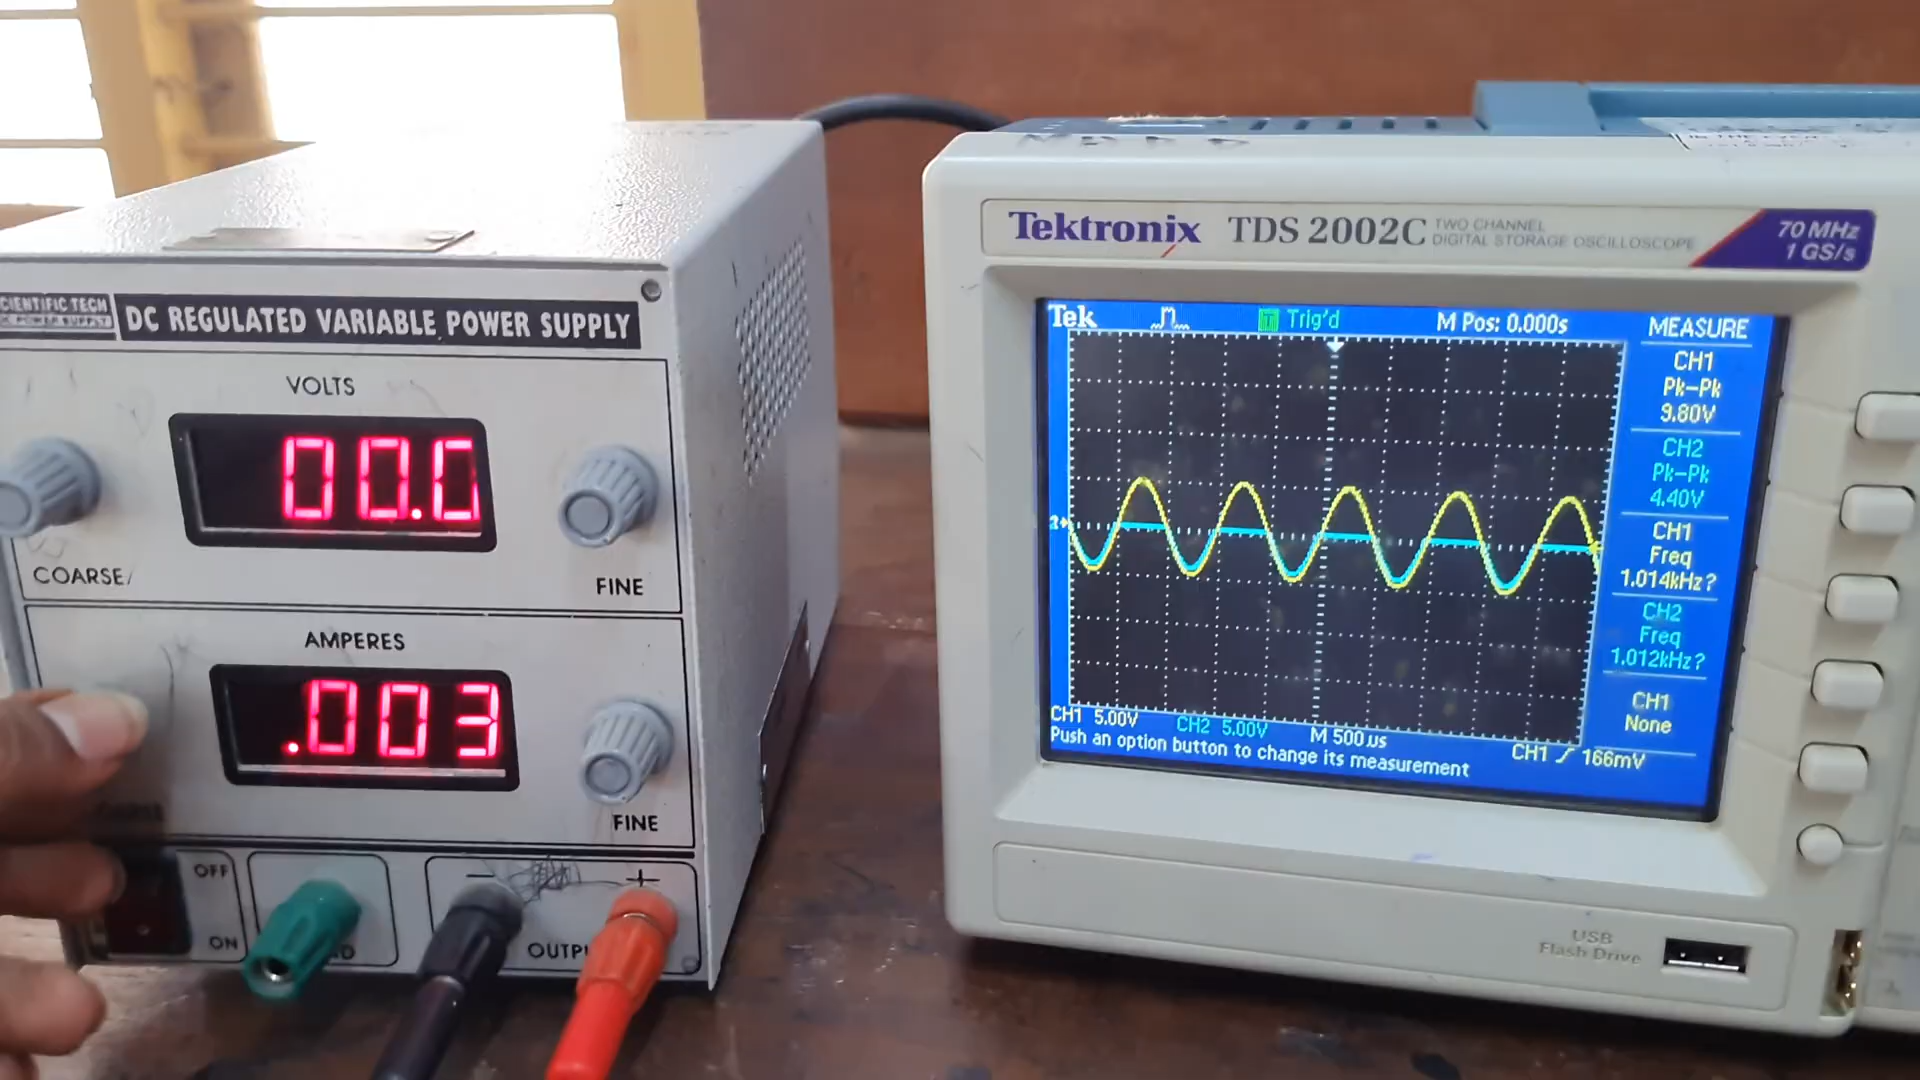 CIENTIFIC TECH
DC REGULATED VARIABLE POWER SUPPLY
VOLTS
00.0
COARSE
FINE
AMPERES
.003
FINE
OFF
ON
OUTPU
Tektronix TDS 2002C
TWO CHANNEL
DIGITAL STORAGE OSCILLOSCOPE
70 MHz
1 GS/s
Tek
Trig'd
M Pos: 0.000s
MEASURE
CH1
Pk-Pk
9.80V
CH2
Pk-Pk
4.40V
CH1
Freq
1.014kHz?
CH2
Freq
1.012kHz?
CH1
None
CH1 5.00V
CH2 5.00V
M 500µs
CH1
166mV
Push an option button to change its measurement
USB
Flash Drive